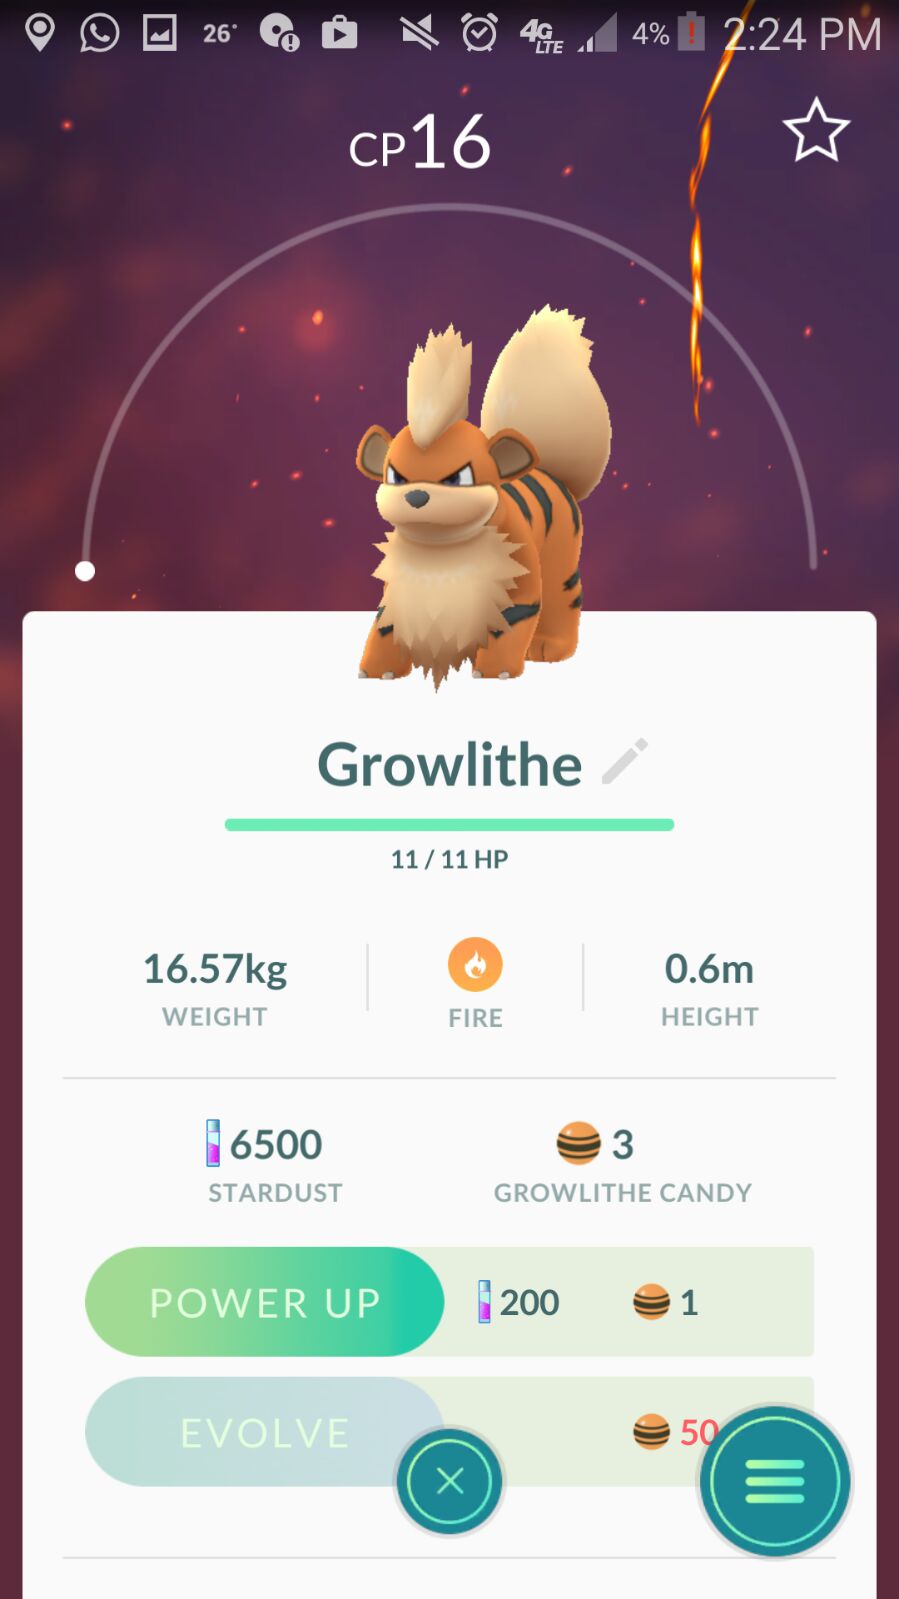 26°
4G LTE
4%
2:24 PM
CP16
Growlithe
11 / 11 HP
16.57kg
WEIGHT
FIRE
0.6m
HEIGHT
6500
STARDUST
3
GROWLITHE CANDY
POWER UP
200
1
EVOLVE
50